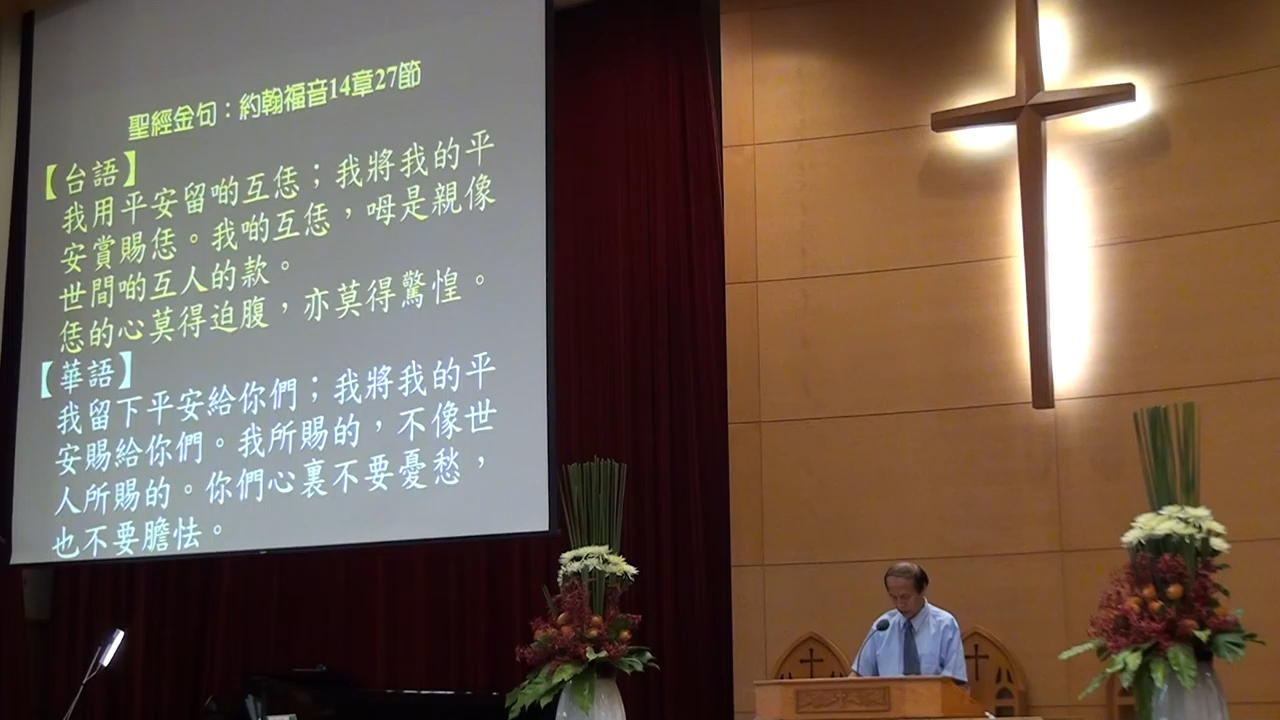 聖經金句：約翰福音14章27節
【台語】
我用平安留啲互恁；我將我的平
安賞賜恁。我啲互恁，呣是親像
世間啲互人的款。
恁的心莫得迫腹，亦莫得驚惶。
【華語】
我留下平安給你們；我將我的平
安賜給你們。我所賜的，不像世
人所賜的。你們心裏不要憂愁，
也不要膽怯。